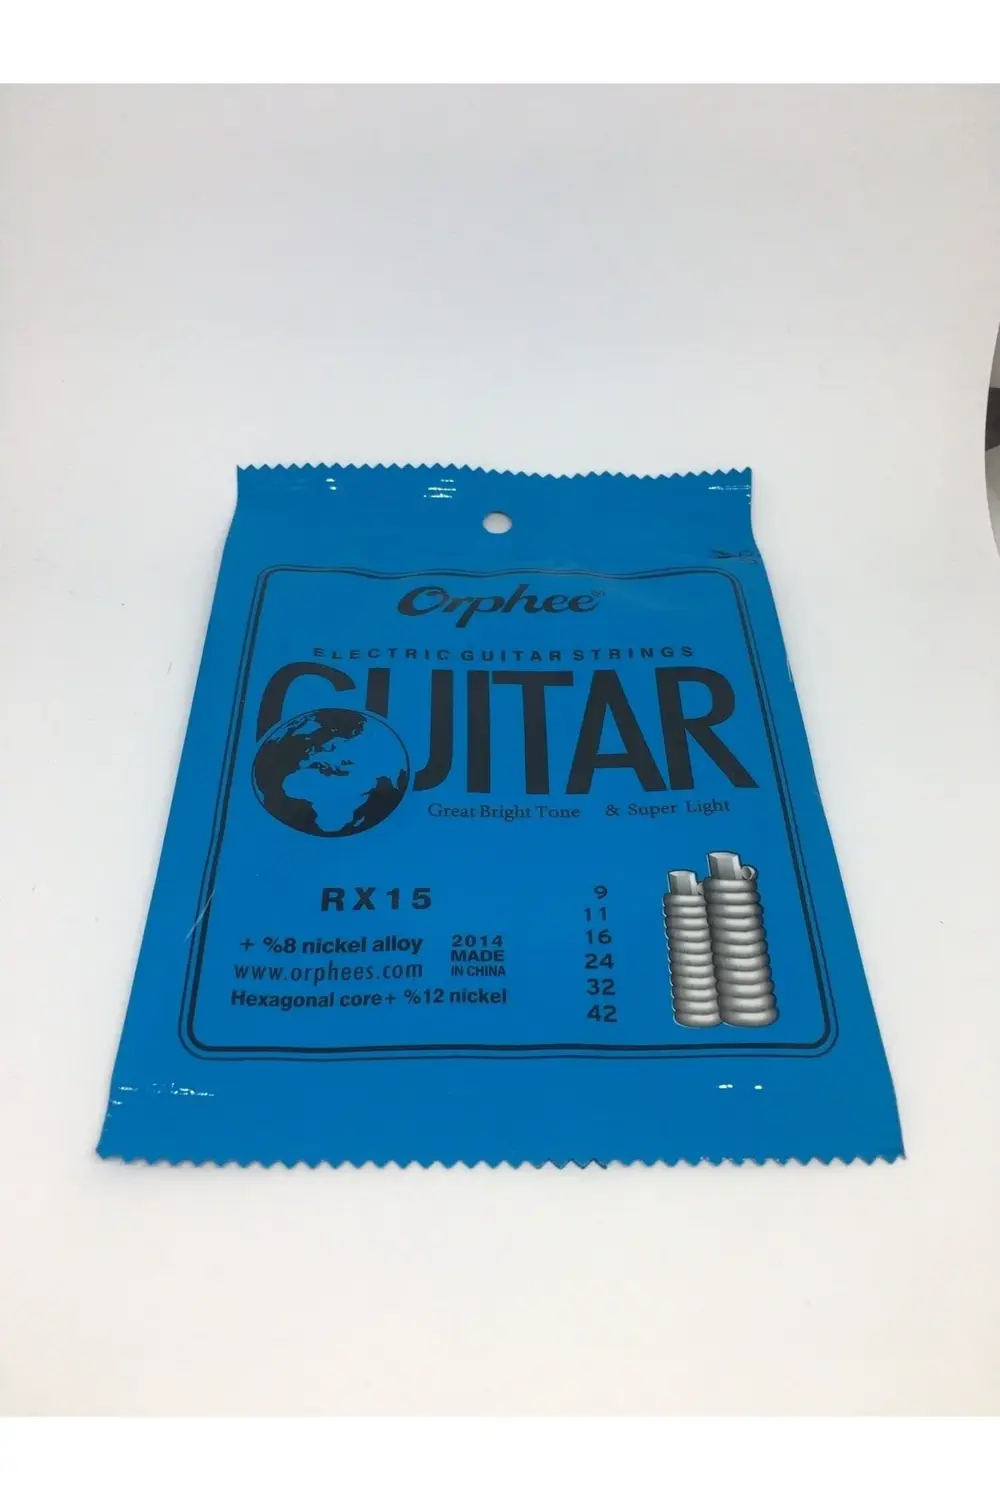 Orphee®
ELECTRIC GUITAR STRINGS
GUITAR
Great Bright Tone & Super Light
RX15
+ %8 nickel alloy
www.orphees.com
Hexagonal core + %12 nickel
2014
MADE
IN CHINA
9
11
16
24
32
42